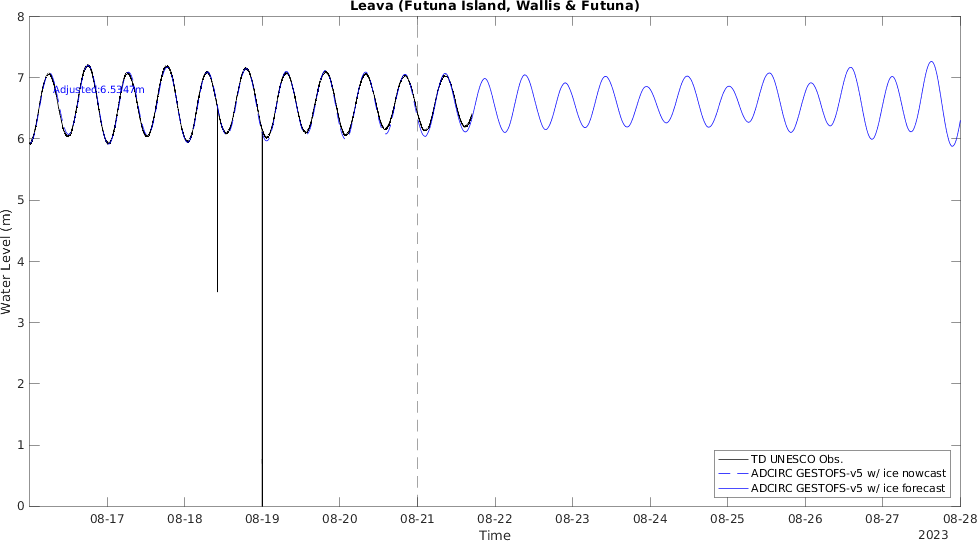 Leava (Futuna Island, Wallis & Futuna)
8
7
6
5
4
3
2
1
0
Water Level (m)
Adjusted:6.5347m
TD UNESCO Obs.
ADCIRC GESTOFS-v5 w/ ice nowcast
ADCIRC GESTOFS-v5 w/ ice forecast
08-17 08-18 08-19 08-20 08-21 08-22 08-23 08-24 08-25 08-26 08-27 08-28
Time
2023